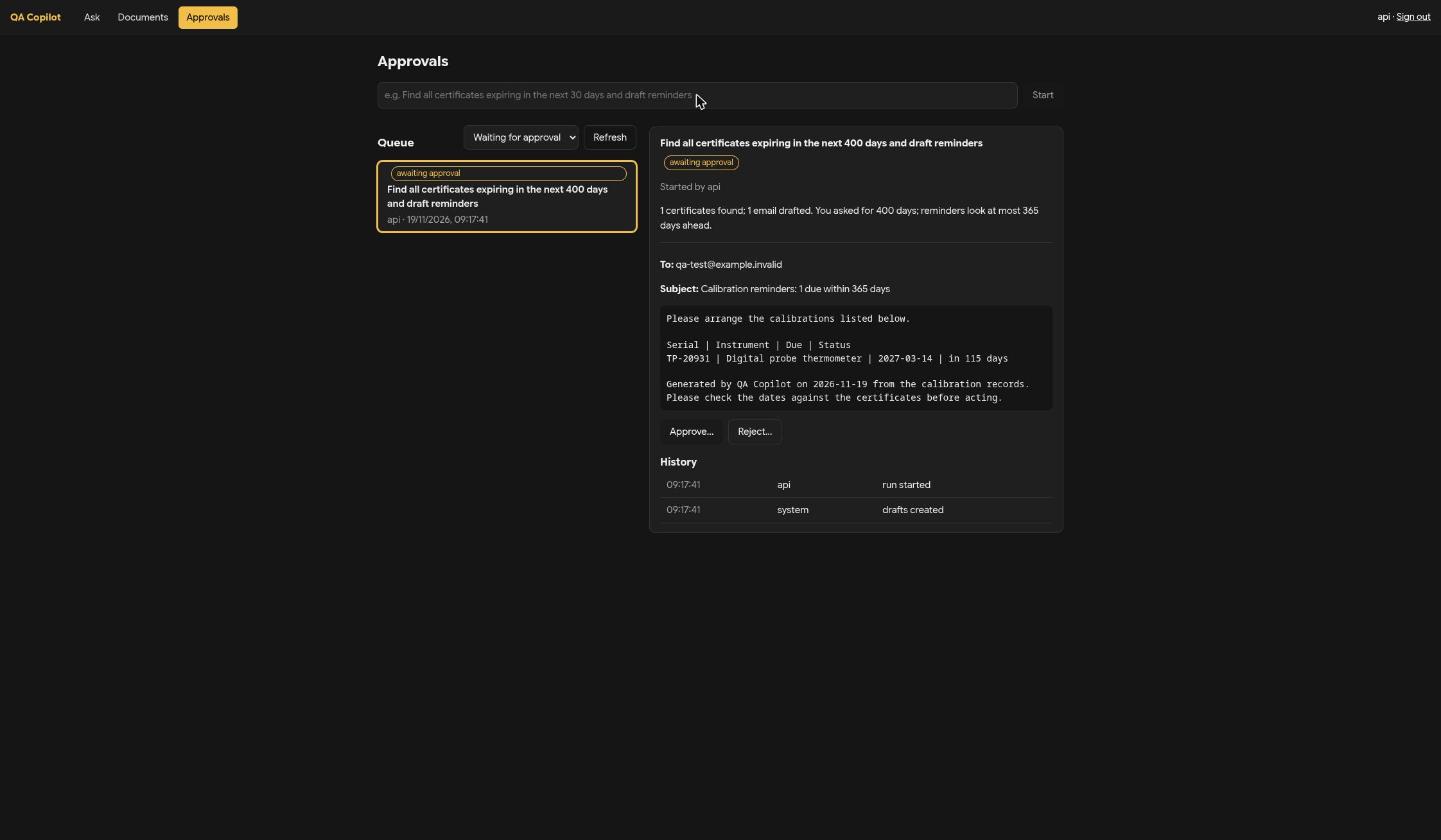 QA Copilot
Ask
Documents
Approvals
api · Sign out
Approvals
e.g. Find all certificates expiring in the next 30 days and draft reminders
Start
Queue
Waiting for approval
Refresh
awaiting approval
Find all certificates expiring in the next 400 days
and draft reminders
api · 19/11/2026, 09:17:41
Find all certificates expiring in the next 400 days and draft reminders
awaiting approval
Started by api
1 certificates found; 1 email drafted. You asked for 400 days; reminders look at most 365
days ahead.
To: qa-test@example.invalid
Subject: Calibration reminders: 1 due within 365 days
Please arrange the calibrations listed below.
Serial | Instrument | Due | Status
TP-20931 | Digital probe thermometer | 2027-03-14 | in 115 days
Generated by QA Copilot on 2026-11-19 from the calibration records.
Please check the dates against the certificates before acting.
Approve...
Reject...
History
09:17:41 api run started
09:17:41 system drafts created